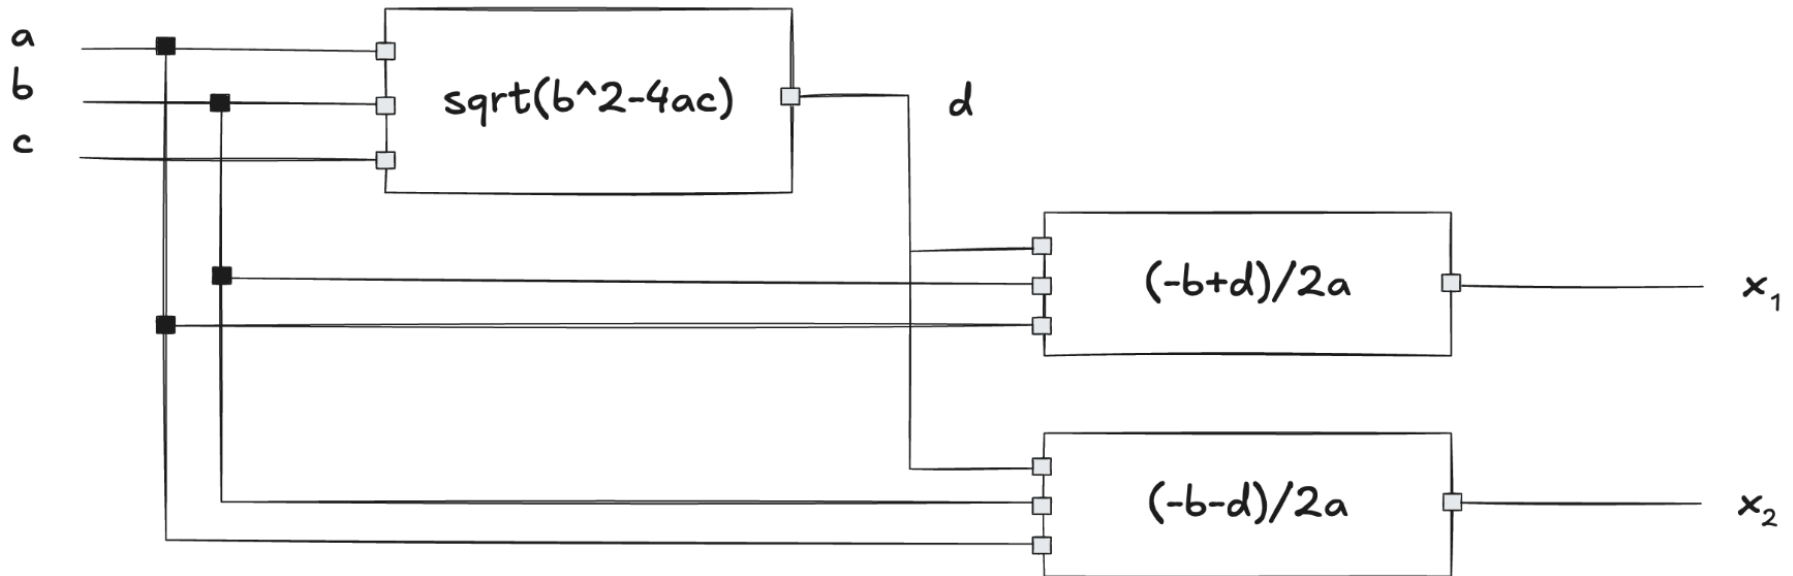 a
b
c
sqrt(b^2-4ac)
d
(-b+d)/2a
x₁
(-b-d)/2a
x₂